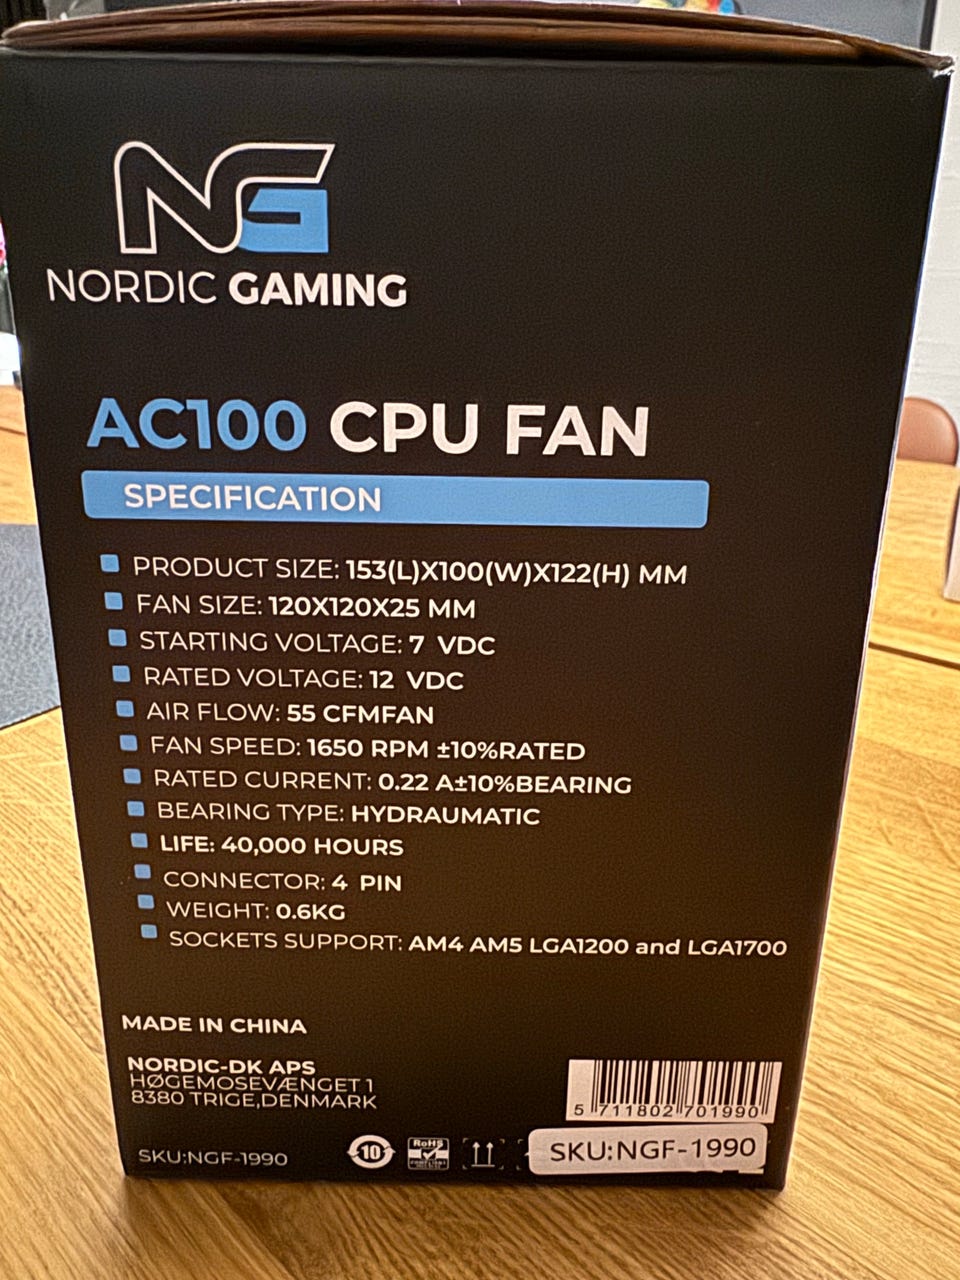 NG
NORDIC GAMING
AC100 CPU FAN
SPECIFICATION
PRODUCT SIZE: 153(L)X100(W)X122(H) MM
FAN SIZE: 120X120X25 MM
STARTING VOLTAGE: 7 VDC
RATED VOLTAGE: 12 VDC
AIR FLOW: 55 CFMFAN
FAN SPEED: 1650 RPM ±10%RATED
RATED CURRENT: 0.22 A±10%BEARING
BEARING TYPE: HYDRAUMATIC
LIFE: 40,000 HOURS
CONNECTOR: 4 PIN
WEIGHT: 0.6KG
SOCKETS SUPPORT: AM4 AM5 LGA1200 and LGA1700
MADE IN CHINA
NORDIC-DK APS
HØGEMOSEVÆNGET 1
8380 TRIGE,DENMARK
5 711802 701990
SKU:NGF-1990
10
RoHS
SKU:NGF-1990